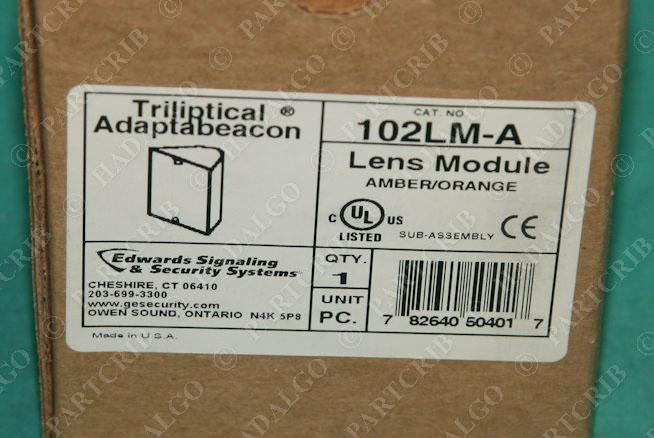 Triliptical ®
Adaptabeacon
CAT. NO.
102LM-A
Lens Module
AMBER/ORANGE
C UL US
LISTED
SUB-ASSEMBLY CE
Edwards Signaling
& Security Systems
CHESHIRE, CT 06410
203-699-3300
www.gesecurity.com
OWEN SOUND, ONTARIO N4K 5P8
QTY.
1
UNIT
PC.
7 82640 50401 7
Made in U.S.A.
© PARTCRIB
© HADALGO